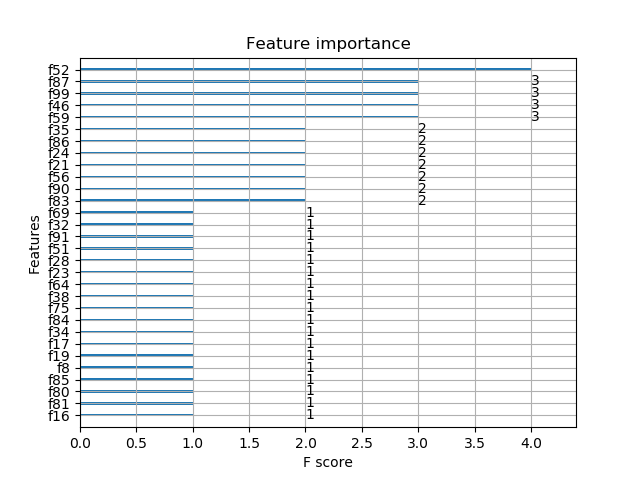 Feature importance
f52
f87 3
f99 3
f46 3
f59 3
f35 2
f86 2
f24 2
f21 2
f56 2
f90 2
f83 2
f69 1
f32 1
f91 1
f51 1
f28 1
f23 1
f64 1
f38 1
f75 1
f84 1
f34 1
f17 1
f19 1
f8 1
f85 1
f80 1
f81 1
f16 1
0.0 0.5 1.0 1.5 2.0 2.5 3.0 3.5 4.0
F score
Features